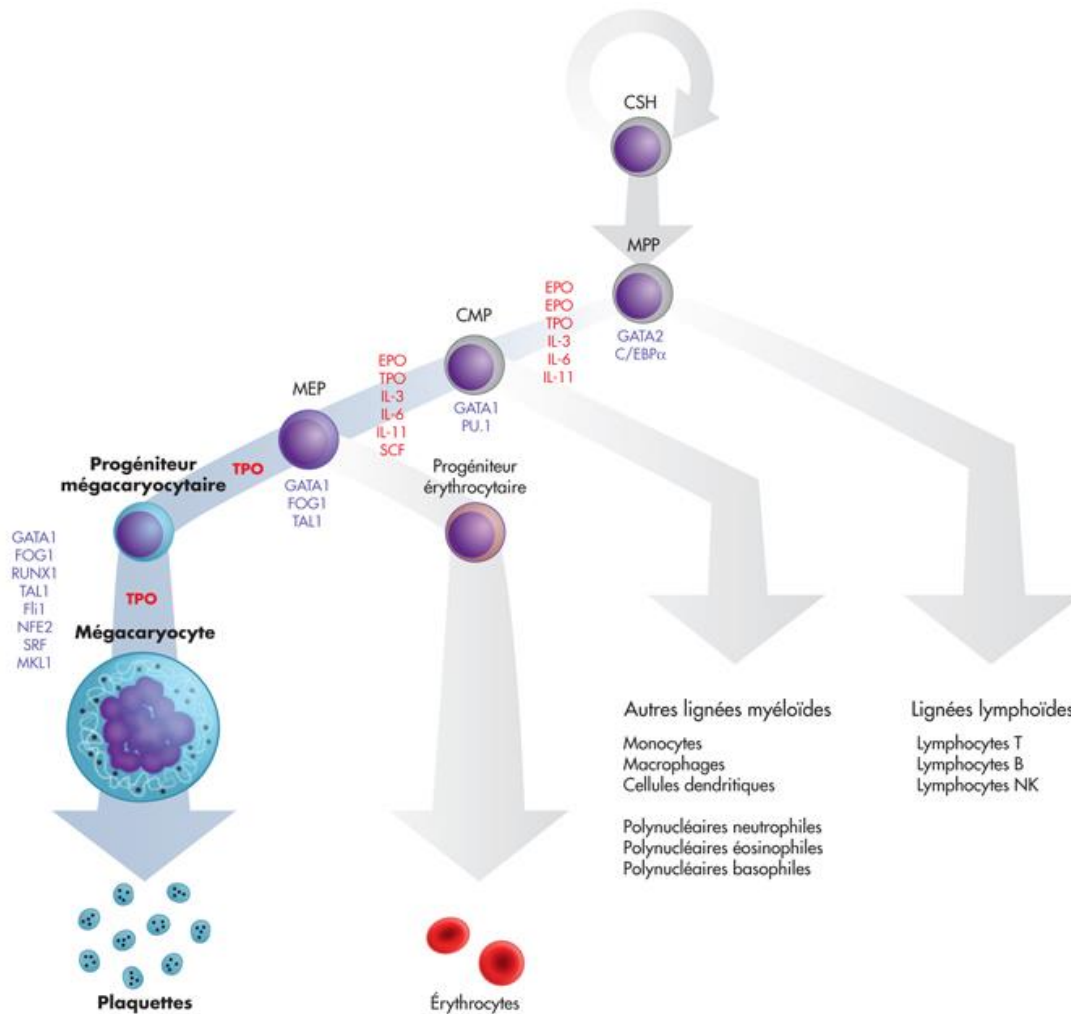 CSH
MPP
GATA2
C/EBPα
EPO
EPO
TPO
IL-3
IL-6
IL-11
CMP
GATA1
PU.1
EPO
TPO
IL-3
IL-6
IL-11
SCF
MEP
GATA1
FOG1
TAL1
TPO
Progéniteur
mégacaryocytaire
Progéniteur
érythrocytaire
GATA1
FOG1
RUNX1
TAL1
Fli1
NFE2
SRF
MKL1
TPO
Mégacaryocyte
Autres lignées myéloïdes
Monocytes
Macrophages
Cellules dendritiques
Polynucléaires neutrophiles
Polynucléaires éosinophiles
Polynucléaires basophiles
Lignées lymphoïdes
Lymphocytes T
Lymphocytes B
Lymphocytes NK
Plaquettes
Érythrocytes